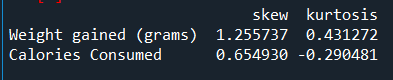 skew kurtosis
Weight gained (grams) 1.255737 0.431272
Calories Consumed 0.654930 -0.290481